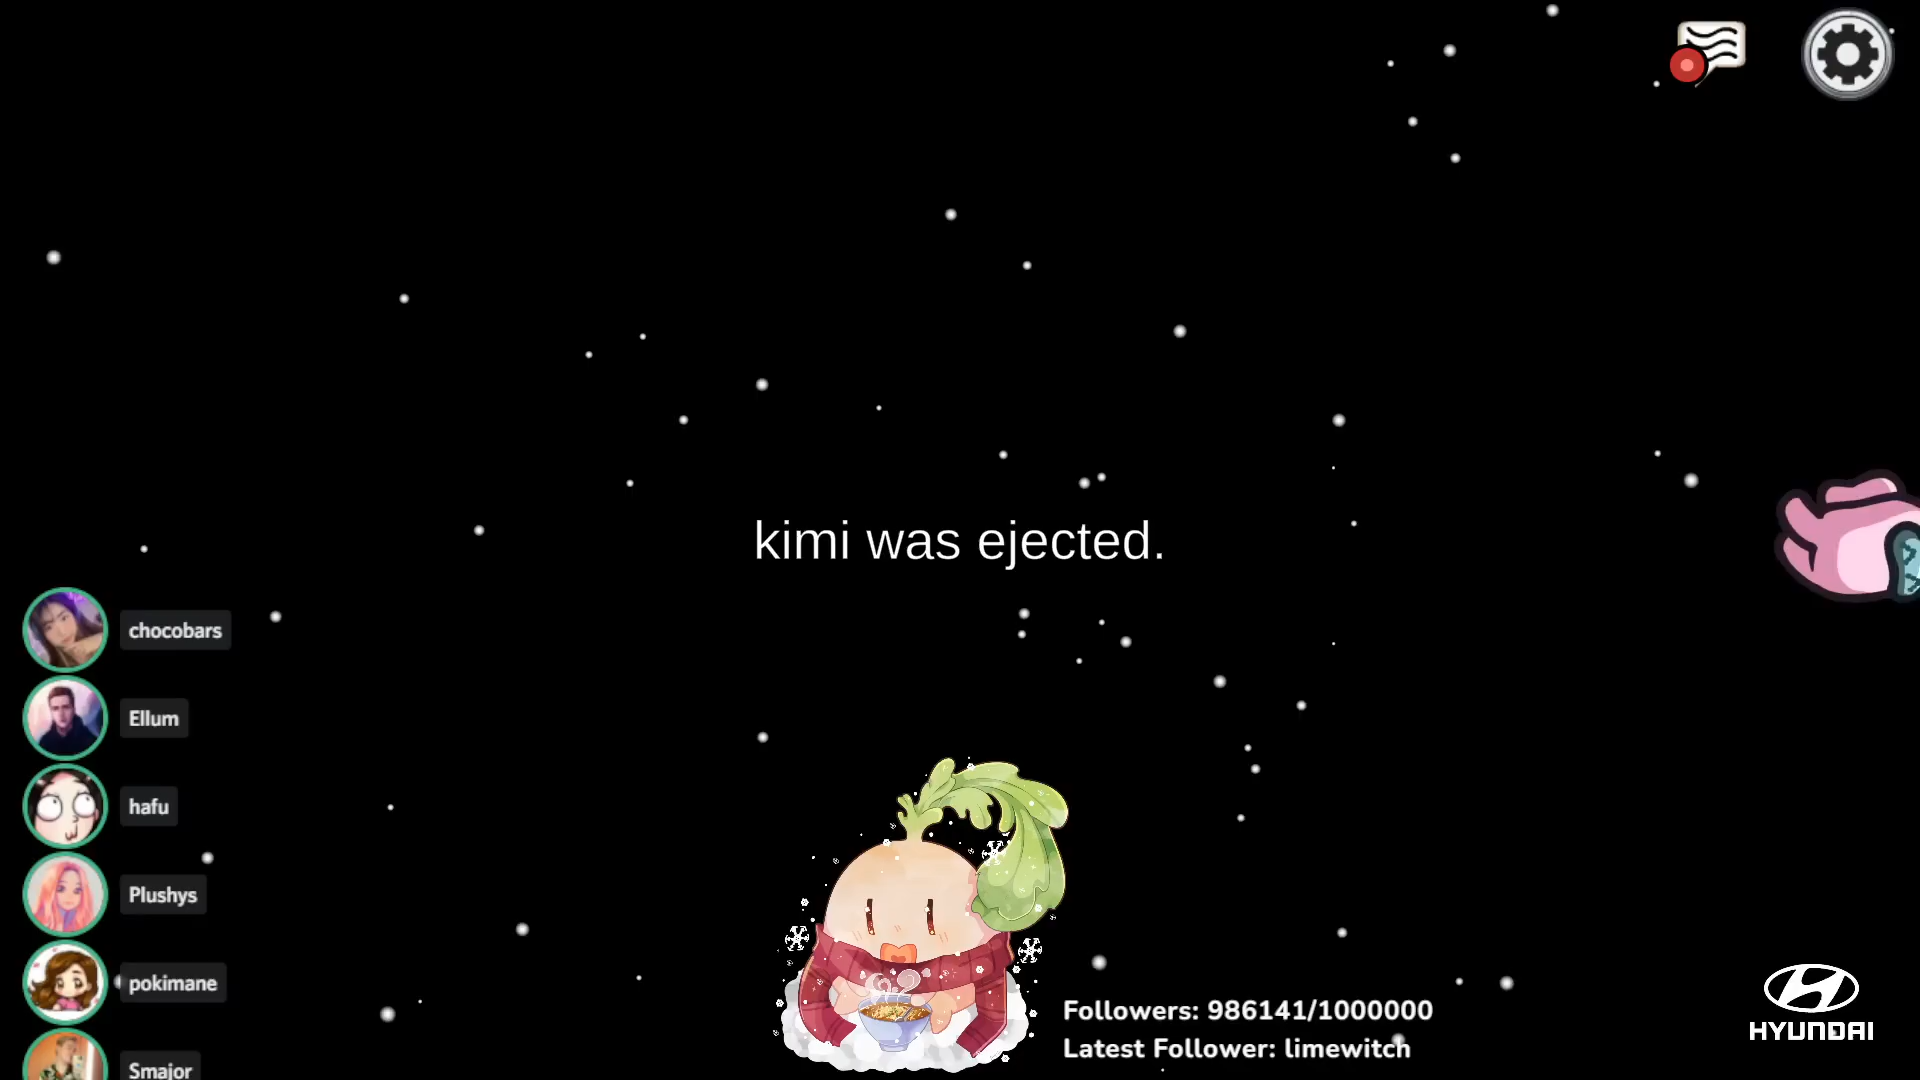 kimi was ejected.
chocobars
Ellum
hafu
Plushys
pokimane
Smajor
Followers: 986141/1000000
Latest Follower: limewitch
HYUNDAI